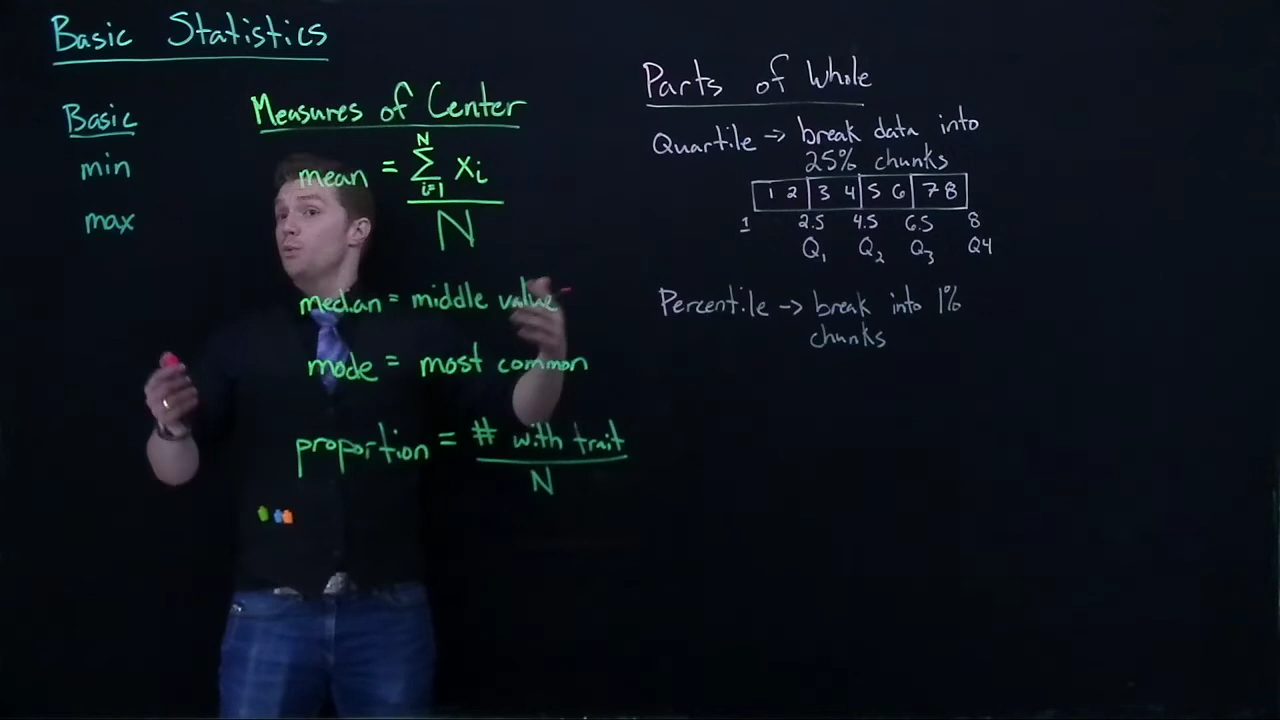 Basic Statistics
Basic
min
max
Measures of Center
mean = N ∑ i=1 xi
N
median = middle value
mode = most common
proportion = # with trait
N
Parts of Whole
Quartile -> break data into
25% chunks
1 2 3 4 5 6 7 8
1 2.5 4.5 6.5 8
Q1 Q2 Q3 Q4
Percentile -> break into 1%
chunks